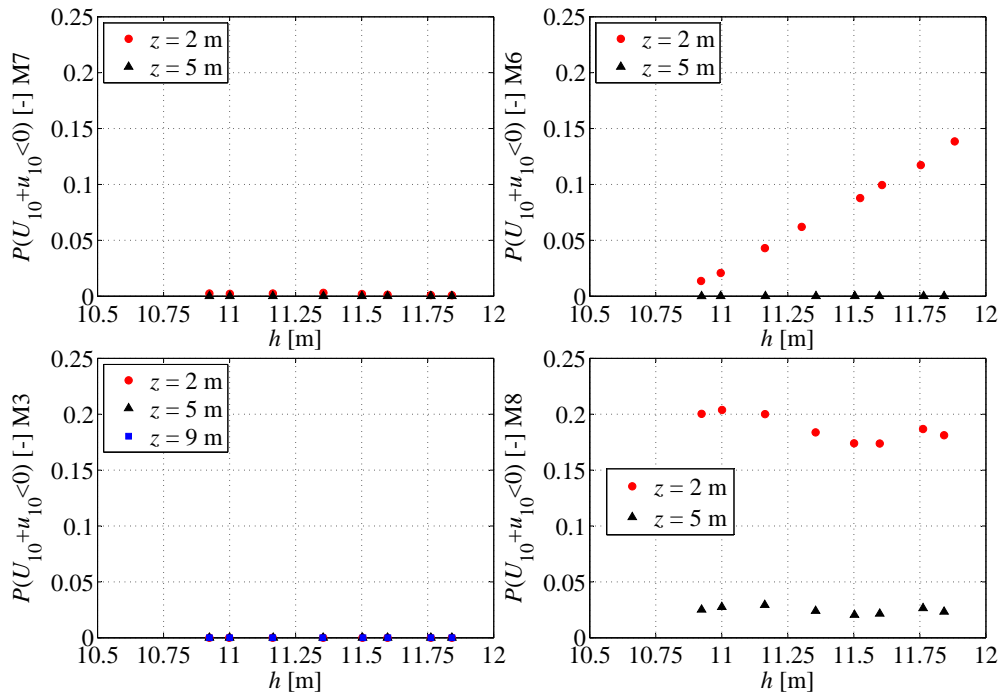 P(U10+u10<0) [-] M7
0.25
0.2
0.15
0.1
0.05
0
z = 2 m
z = 5 m
10.5 10.75 11 11.25 11.5 11.75 12
h [m]
P(U10+u10<0) [-] M6
0.25
0.2
0.15
0.1
0.05
0
z = 2 m
z = 5 m
10.5 10.75 11 11.25 11.5 11.75 12
h [m]
P(U10+u10<0) [-] M3
0.25
0.2
0.15
0.1
0.05
0
z = 2 m
z = 5 m
z = 9 m
10.5 10.75 11 11.25 11.5 11.75 12
h [m]
P(U10+u10<0) [-] M8
0.25
0.2
0.15
0.1
0.05
0
z = 2 m
z = 5 m
10.5 10.75 11 11.25 11.5 11.75 12
h [m]